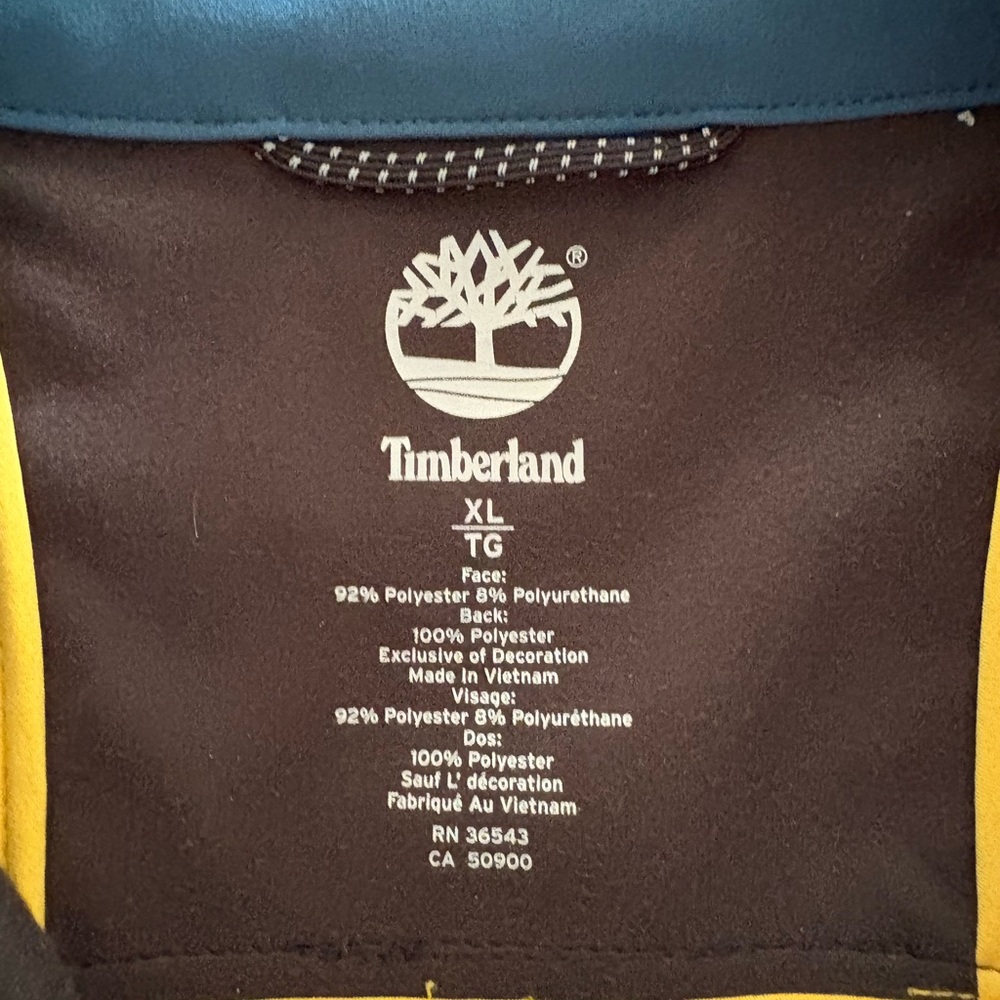 ®
Timberland
XL
TG
Face:
92% Polyester 8% Polyurethane
Back:
100% Polyester
Exclusive of Decoration
Made In Vietnam
Visage:
92% Polyester 8% Polyuréthane
Dos:
100% Polyester
Sauf L' décoration
Fabriqué Au Vietnam
RN 36543
CA 50900